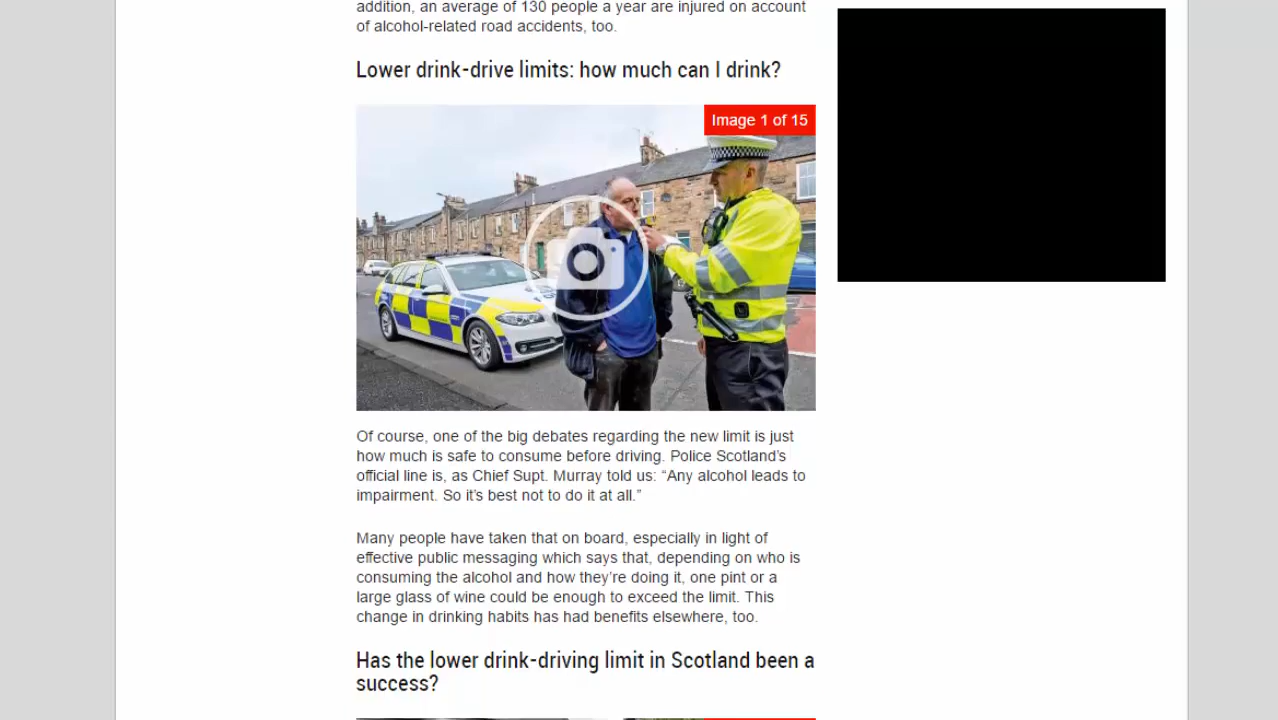 addition, an average of 130 people a year are injured on account
of alcohol-related road accidents, too.
Lower drink-drive limits: how much can I drink?
Image 1 of 15
Of course, one of the big debates regarding the new limit is just
how much is safe to consume before driving. Police Scotland’s
official line is, as Chief Supt. Murray told us: “Any alcohol leads to
impairment. So it’s best not to do it at all.”
Many people have taken that on board, especially in light of
effective public messaging which says that, depending on who is
consuming the alcohol and how they’re doing it, one pint or a
large glass of wine could be enough to exceed the limit. This
change in drinking habits has had benefits elsewhere, too.
Has the lower drink-driving limit in Scotland been a
success?